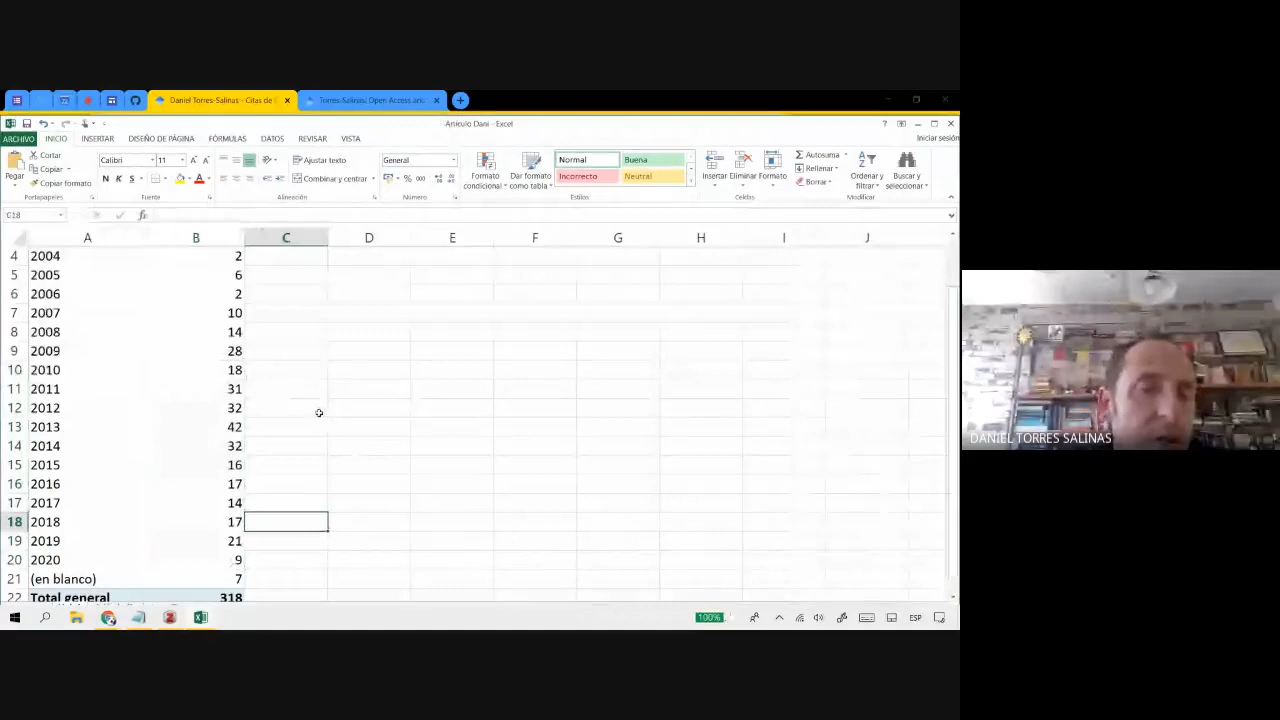 Daniel Torres-Salinas - Citas de
Torres-Salinas, Open Access and
Artículo Dani - Excel
ARCHIVO INICIO INSERTAR DISEÑO DE PÁGINA FÓRMULAS DATOS REVISAR VISTA Iniciar sesión
Pegar
Cortar
Copiar
Copiar formato
Portapapeles
Calibri 11
N K S
Fuente
Ajustar texto
Combinar y centrar
Alineación
General
% 000
Número
Formato condicional
Dar formato como tabla
Normal Buena
Incorrecto Neutral
Estilos
Insertar Eliminar Formato
Celdas
Autosuma
Rellenar
Borrar
Ordenar y filtrar
Buscar y seleccionar
Modificar
C18 fx
A B C D E F G H I J
4 2004 2
5 2005 6
6 2006 2
7 2007 10
8 2008 14
9 2009 28
10 2010 18
11 2011 31
12 2012 32
13 2013 42
14 2014 32
15 2015 16
16 2016 17
17 2017 14
18 2018 17
19 2019 21
20 2020 9
21 (en blanco) 7
22 Total general 318
100% ESP
DANIEL TORRES SALINAS